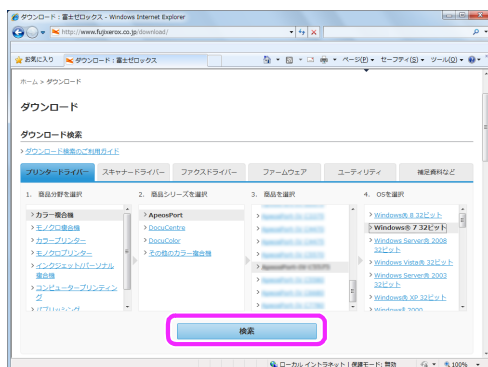 ダウンロード : 富士ゼロックス - Windows Internet Explorer
http://www.fujixerox.co.jp/download/
お気に入り
ダウンロード : 富士ゼロックス
ページ(P)
セーフティ(S)
ツール(O)
ホーム > ダウンロード
ダウンロード
ダウンロード検索
> ダウンロード検索のご利用ガイド
プリンタードライバー
スキャナードライバー
ファクスドライバー
ファームウェア
ユーティリティ
補足資料など
1. 商品分野を選択
> カラー複合機
> モノクロ複合機
> カラープリンター
> モノクロプリンター
> インクジェット/パーソナル
複合機
> コンピュータープリンティン
グ
> パブリッシング
2. 商品シリーズを選択
> ApeosPort
> DocuCentre
> DocuColor
> その他のカラー複合機
3. 商品を選択
4. OSを選択
> Windows® 8 32ビット
> Windows® 7 32ビット
> Windows Server® 2008
32ビット
> Windows Vista® 32ビット
> Windows Server® 2003
32ビット
> Windows® XP 32ビット
> Windows® 2000
検索
ローカル イントラネット | 保護モード: 無効
100%